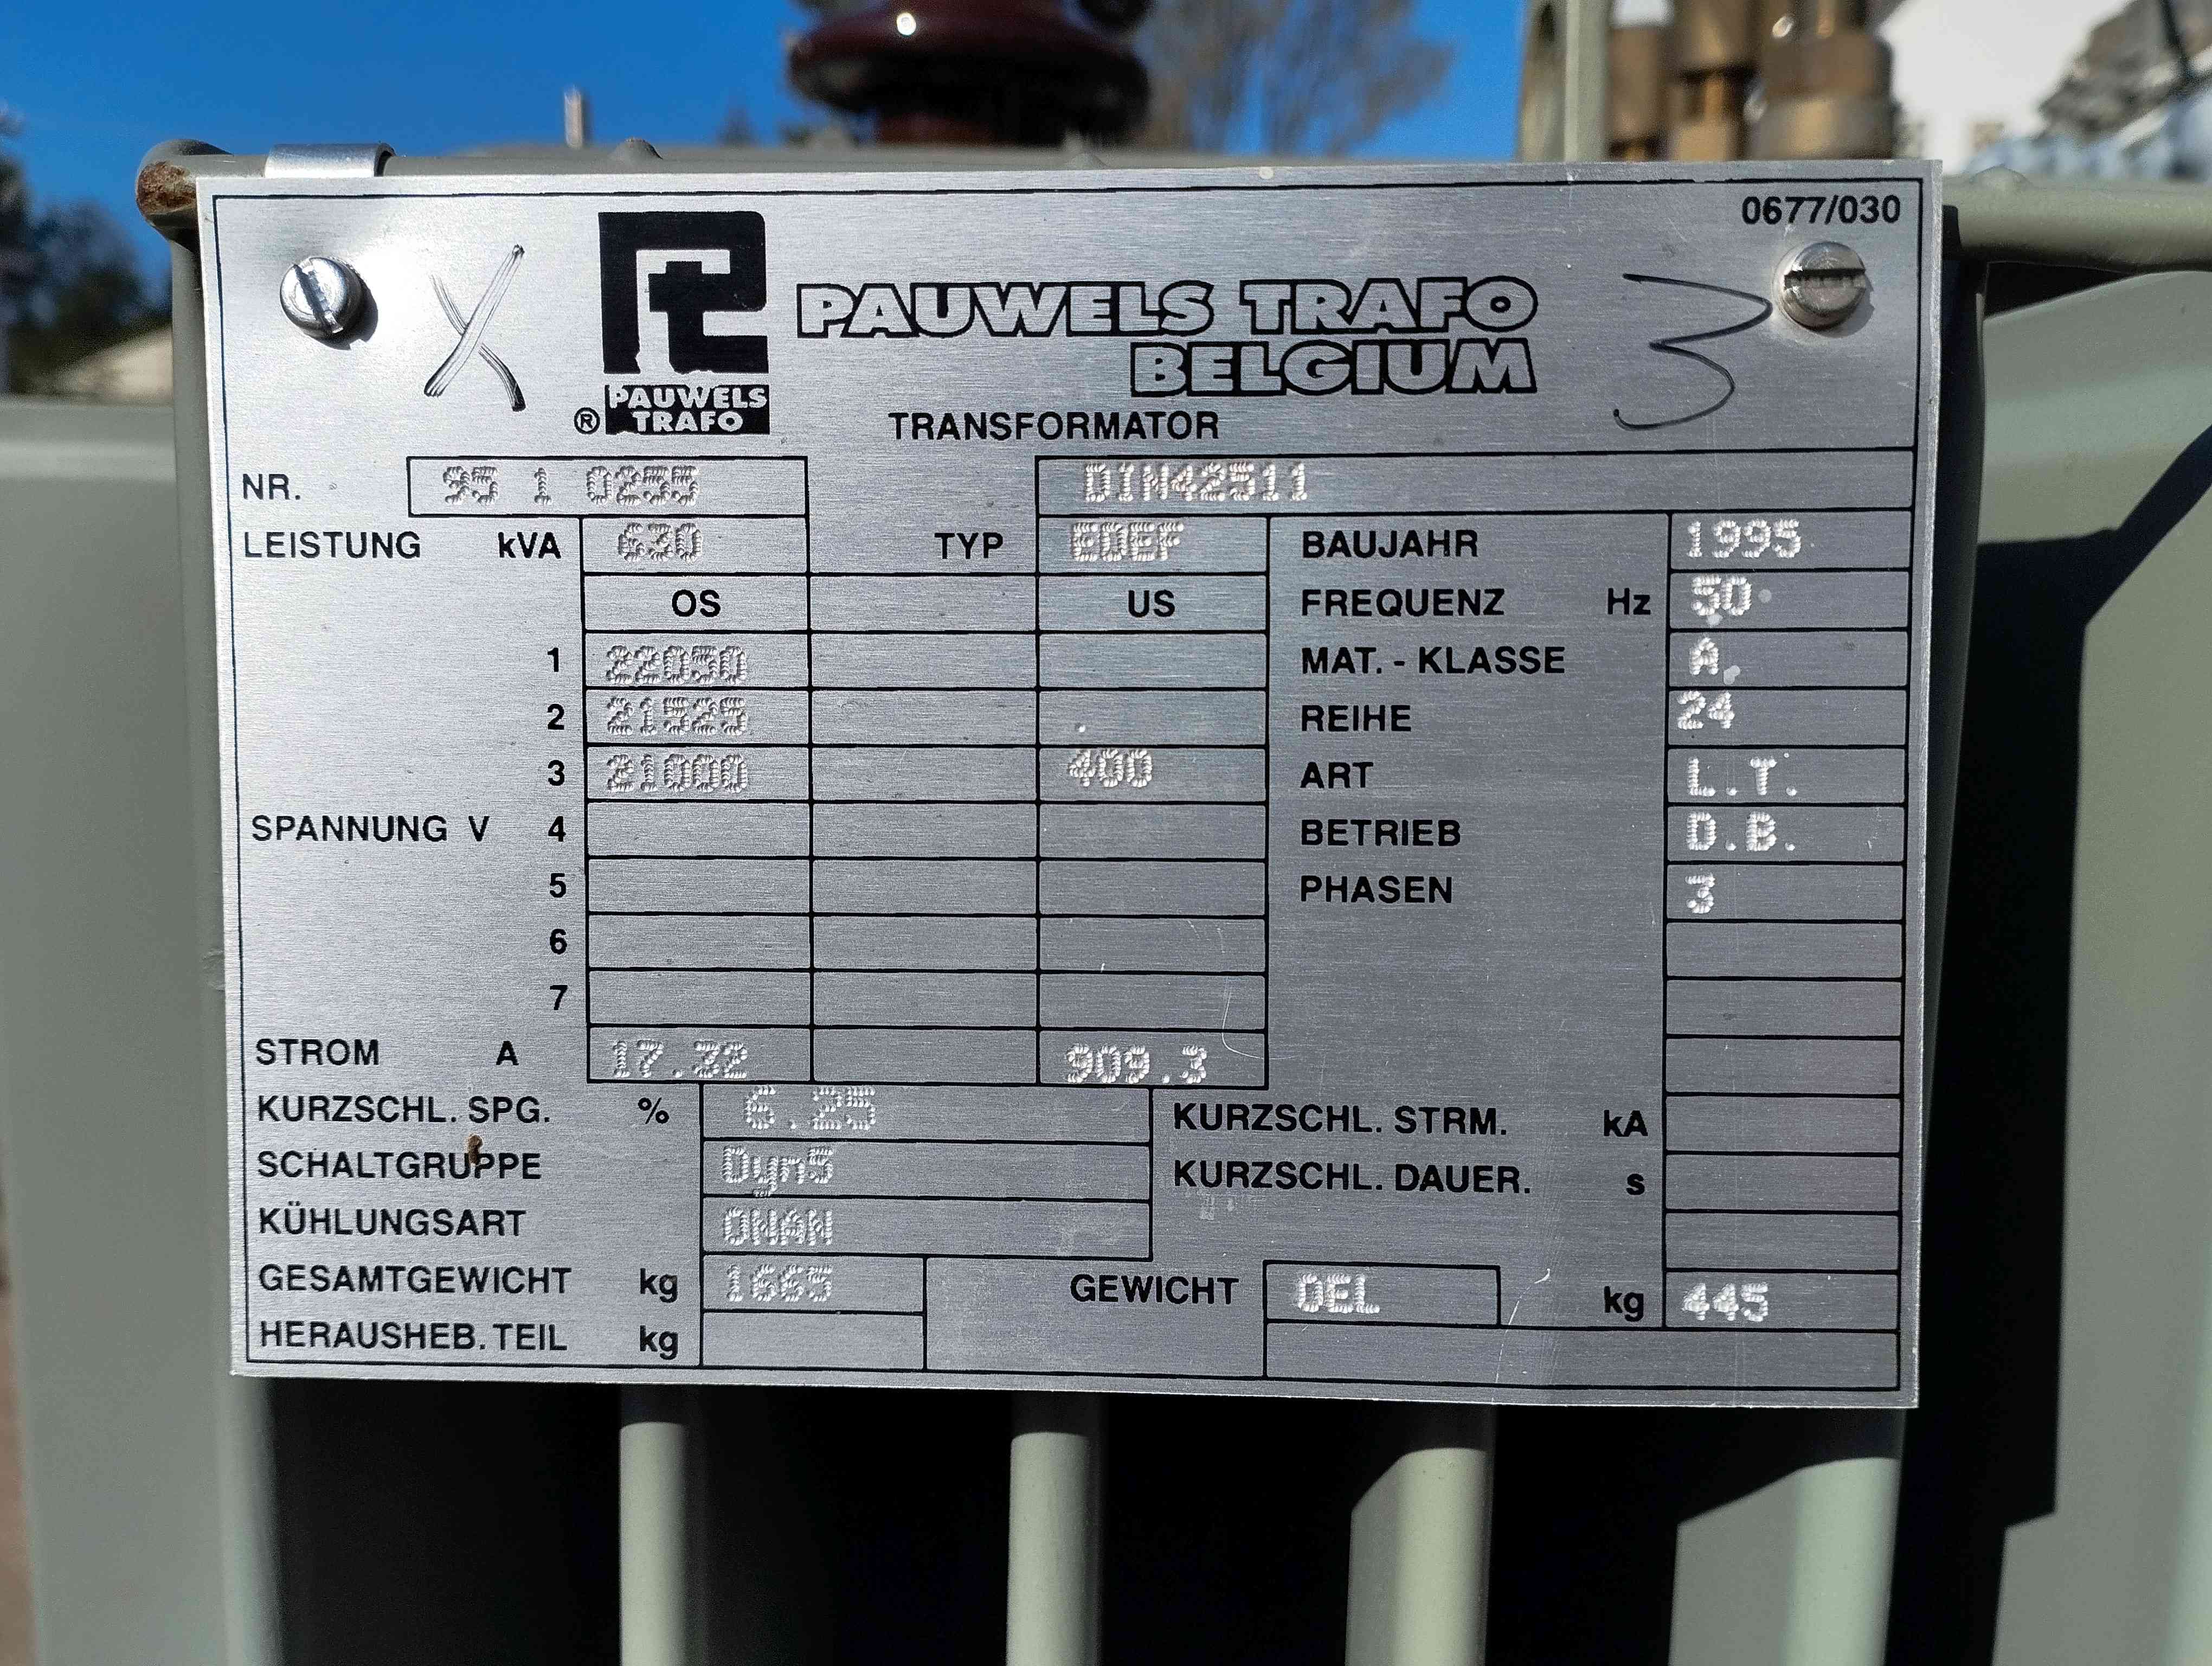 0677/030
X
PAUWELS TRAFO
BELGIUM
3
® PAUWELS
TRAFO
TRANSFORMATOR
NR. 95 1 0255 DIN42511
LEISTUNG kVA 630 TYP EDEF BAUJAHR 1995
OS US FREQUENZ Hz 50
1 22050 MAT. - KLASSE A
2 21525 REIHE 24
3 21000 400 ART L.T.
SPANNUNG V 4 BETRIEB D.B.
5 PHASEN 3
6
7
STROM A 17.32 909.3
KURZSCHL. SPG. % 6.25 KURZSCHL. STRM. kA
SCHALTGRUPPE Dyn5 KURZSCHL. DAUER. s
KÜHLUNGSART ONAN
GESAMTGEWICHT kg 1665 GEWICHT OEL kg 445
HERAUSHEB. TEIL kg